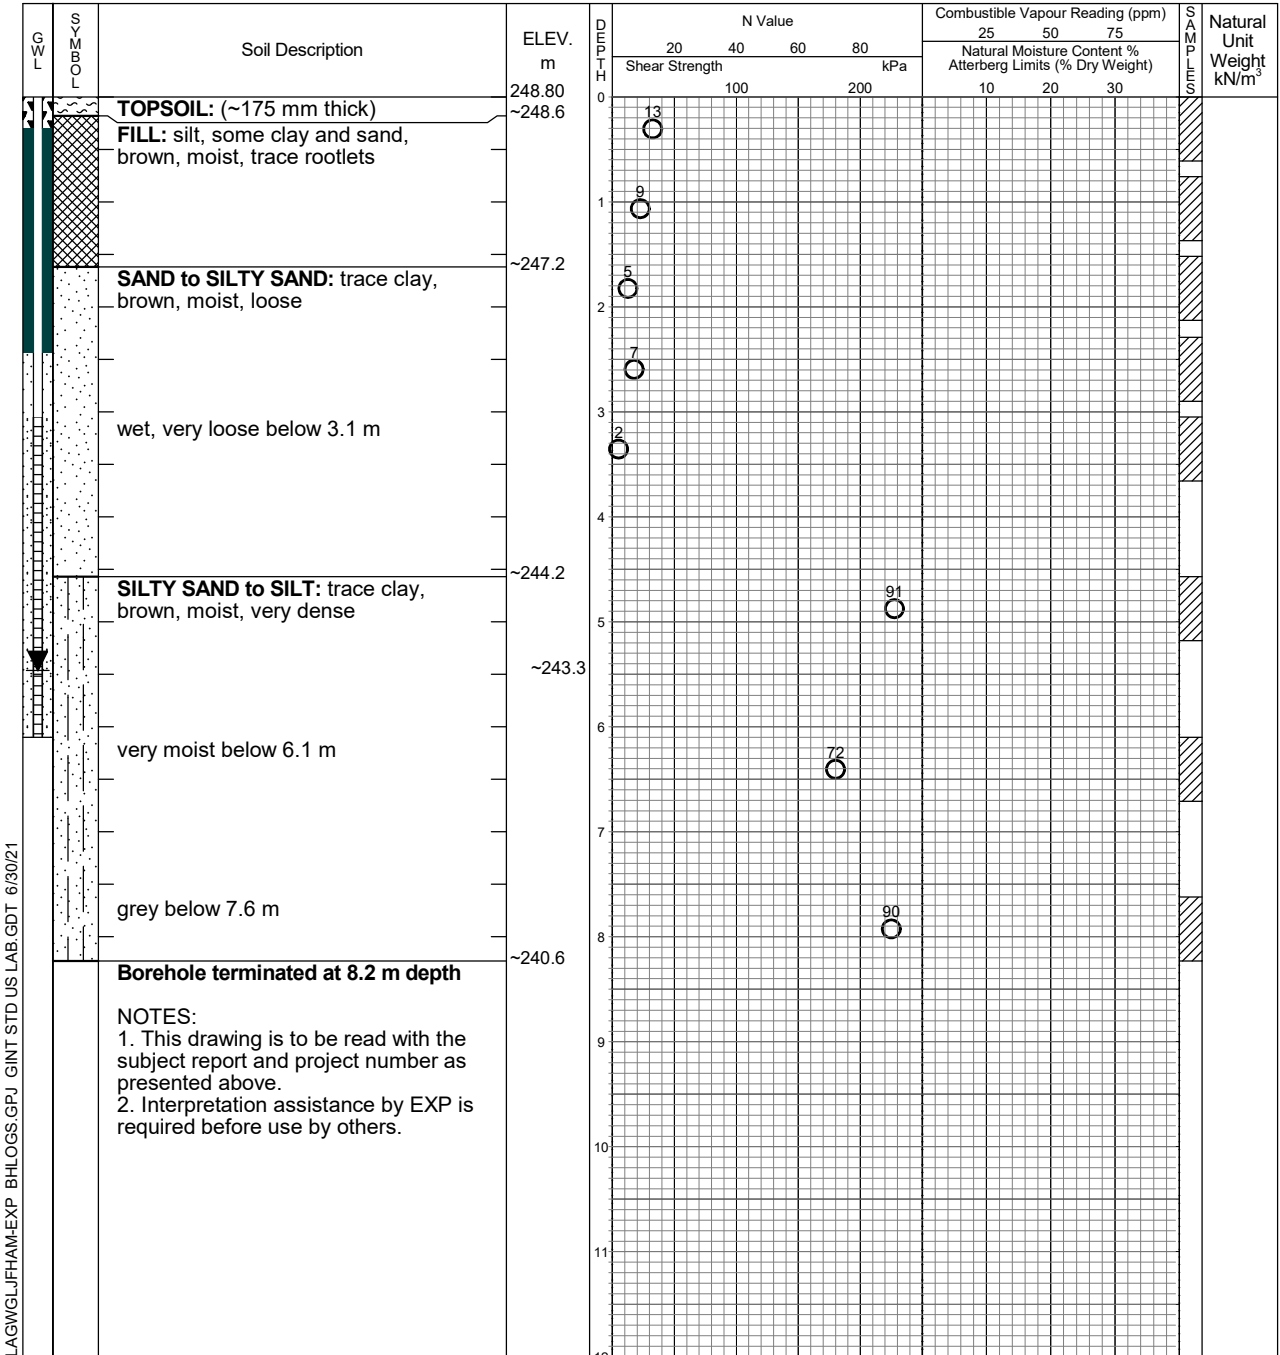 GWL
SYMBOL
Soil Description
ELEV.
m
DEPTH
N Value
20 40 60 80
Shear Strength kPa
100 200
Combustible Vapour Reading (ppm)
25 50 75
Natural Moisture Content %
Atterberg Limits (% Dry Weight)
10 20 30
SAMPLES
Natural
Unit
Weight
kN/m³
248.80
0
TOPSOIL: (~175 mm thick)
~248.6
13
FILL: silt, some clay and sand,
brown, moist, trace rootlets
9
1
~247.2
SAND to SILTY SAND: trace clay,
brown, moist, loose
5
2
7
3
wet, very loose below 3.1 m
2
4
~244.2
SILTY SAND to SILT: trace clay,
brown, moist, very dense
91
5
~243.3
6
very moist below 6.1 m
72
7
grey below 7.6 m
90
8
~240.6
Borehole terminated at 8.2 m depth
NOTES:
1. This drawing is to be read with the
subject report and project number as
presented above.
2. Interpretation assistance by EXP is
required before use by others.
9
10
11
LAGWGLJFHAM-EXP BHLOGS.GPJ GINT STD US LAB.GDT 6/30/21